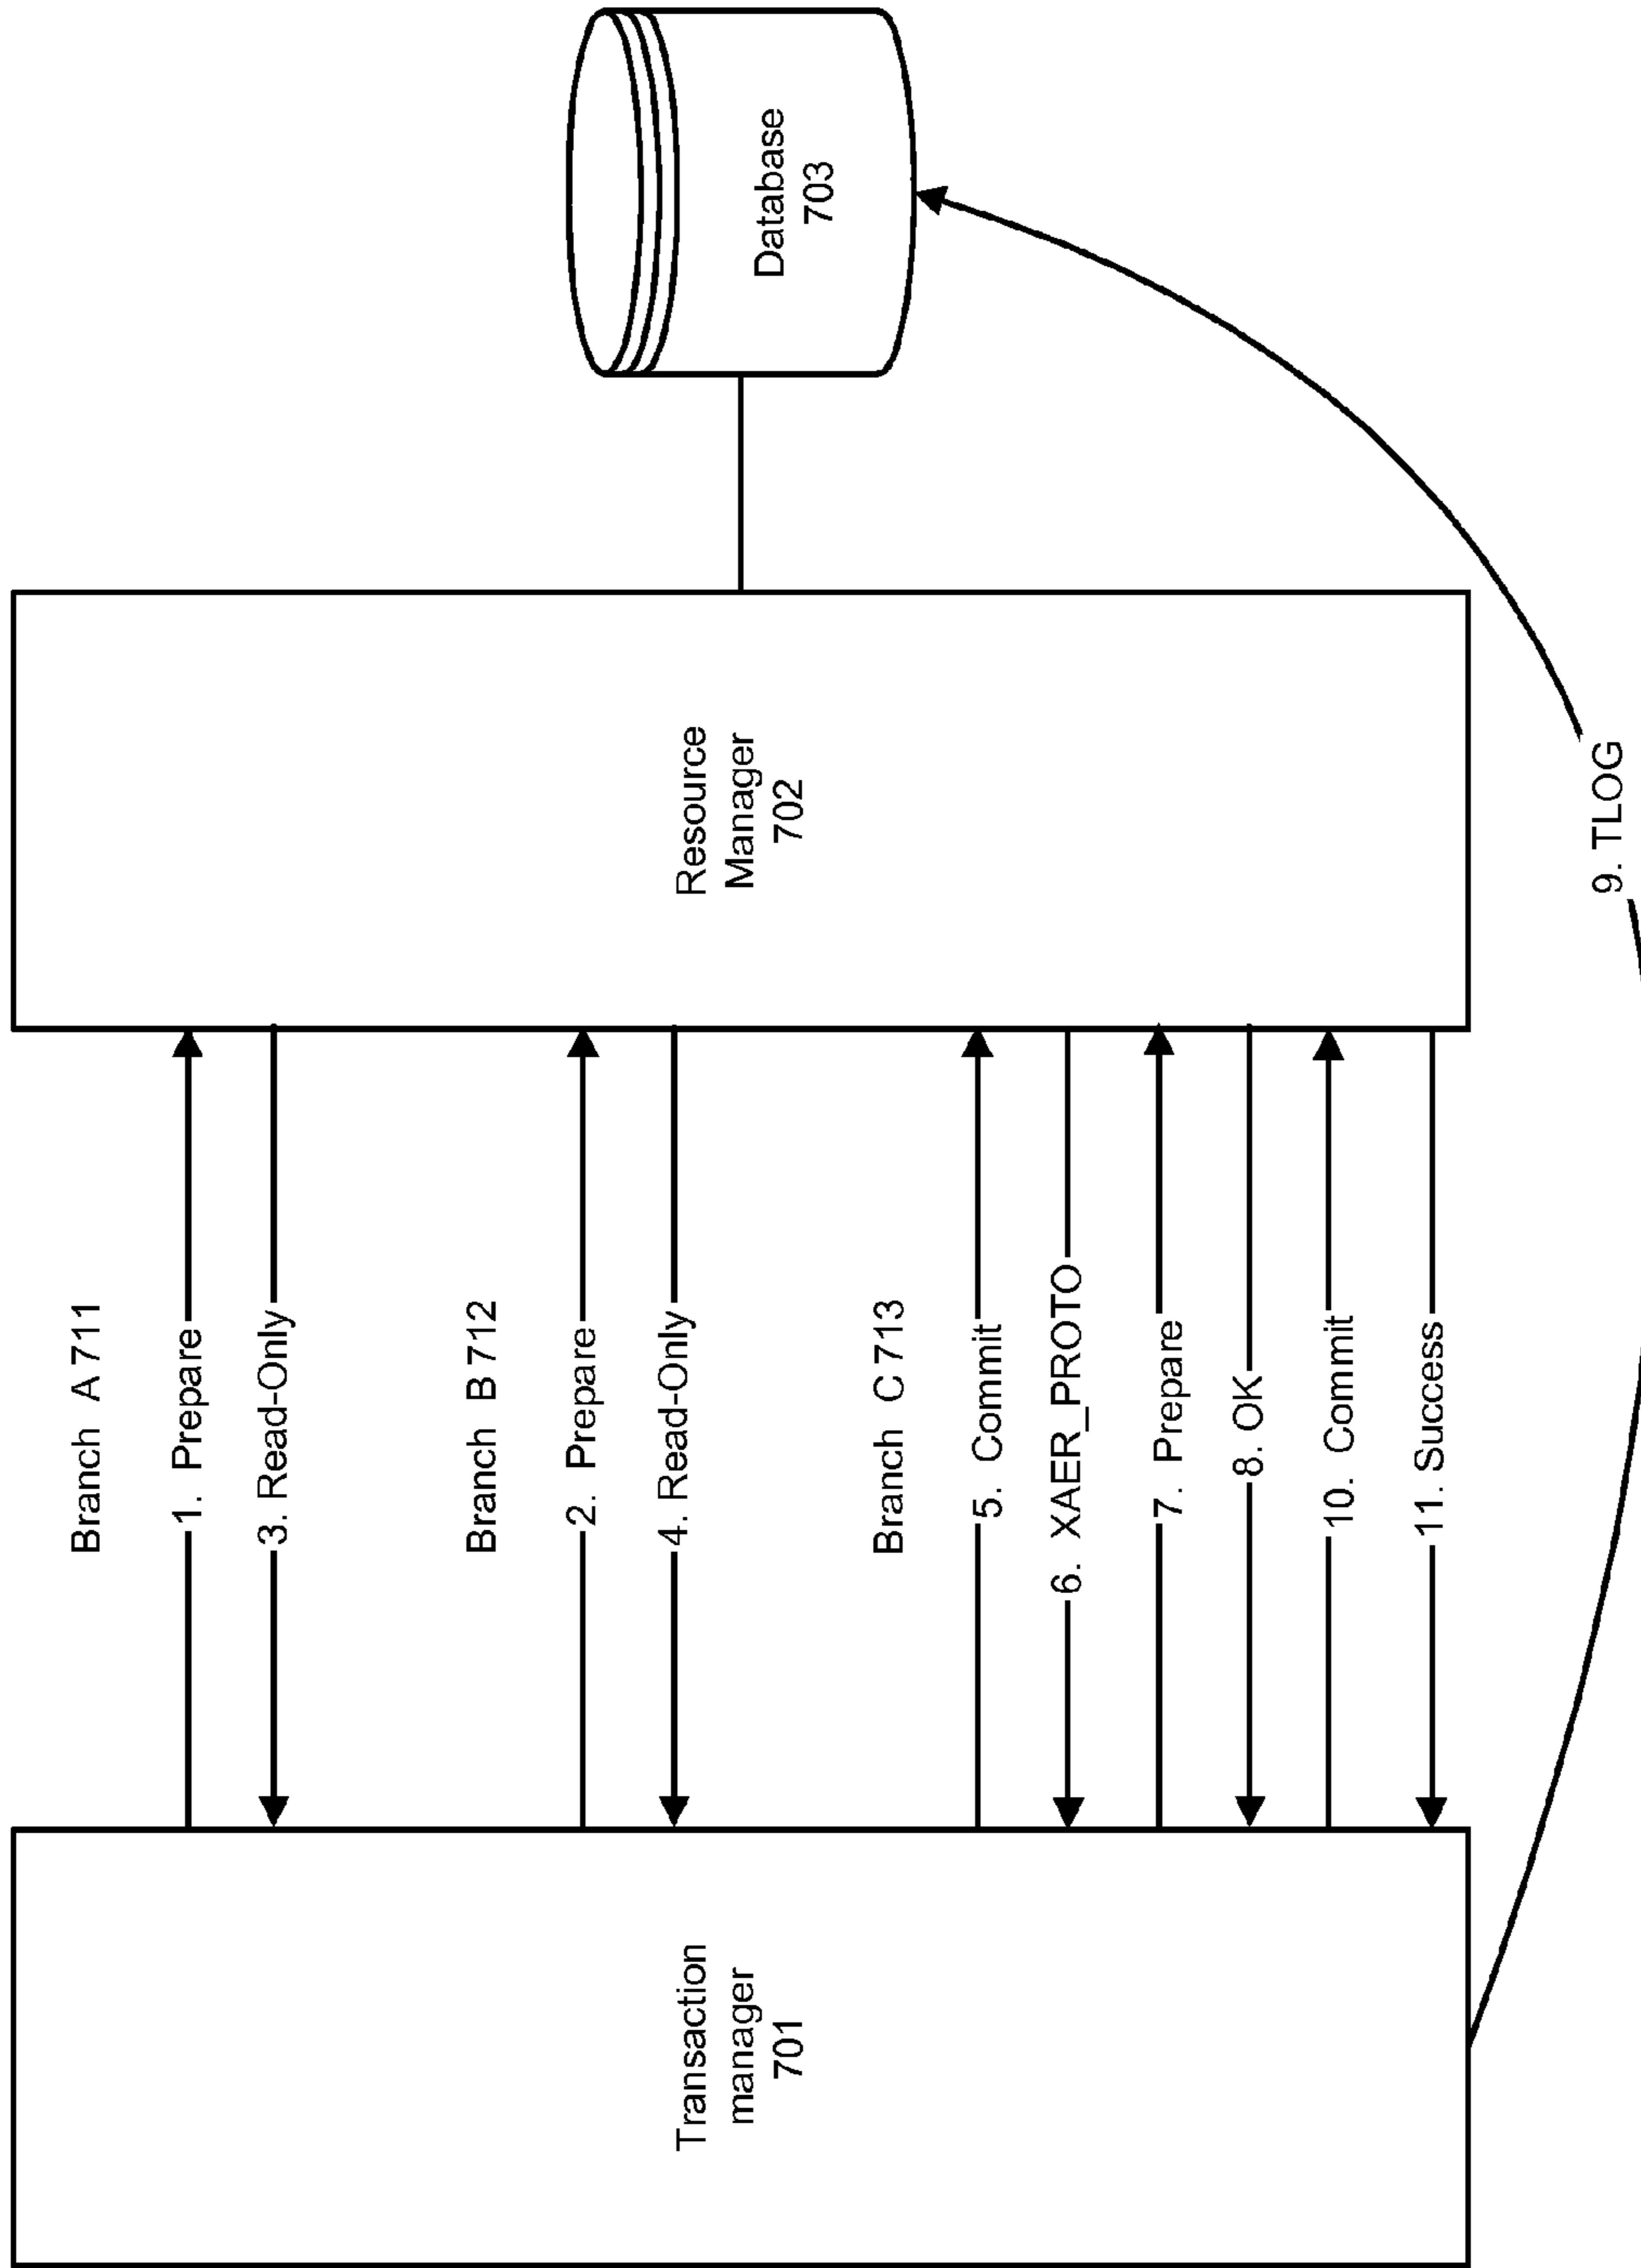 Branch A 711
1. Prepare
3. Read-Only
Branch B 712
2. Prepare
4. Read-Only
Branch C 713
5. Commit
6. XAER_PROTO
7. Prepare
8. OK
10. Commit
11. Success
Transaction
manager
701
Resource
Manager
702
Database
703
9. TLOG